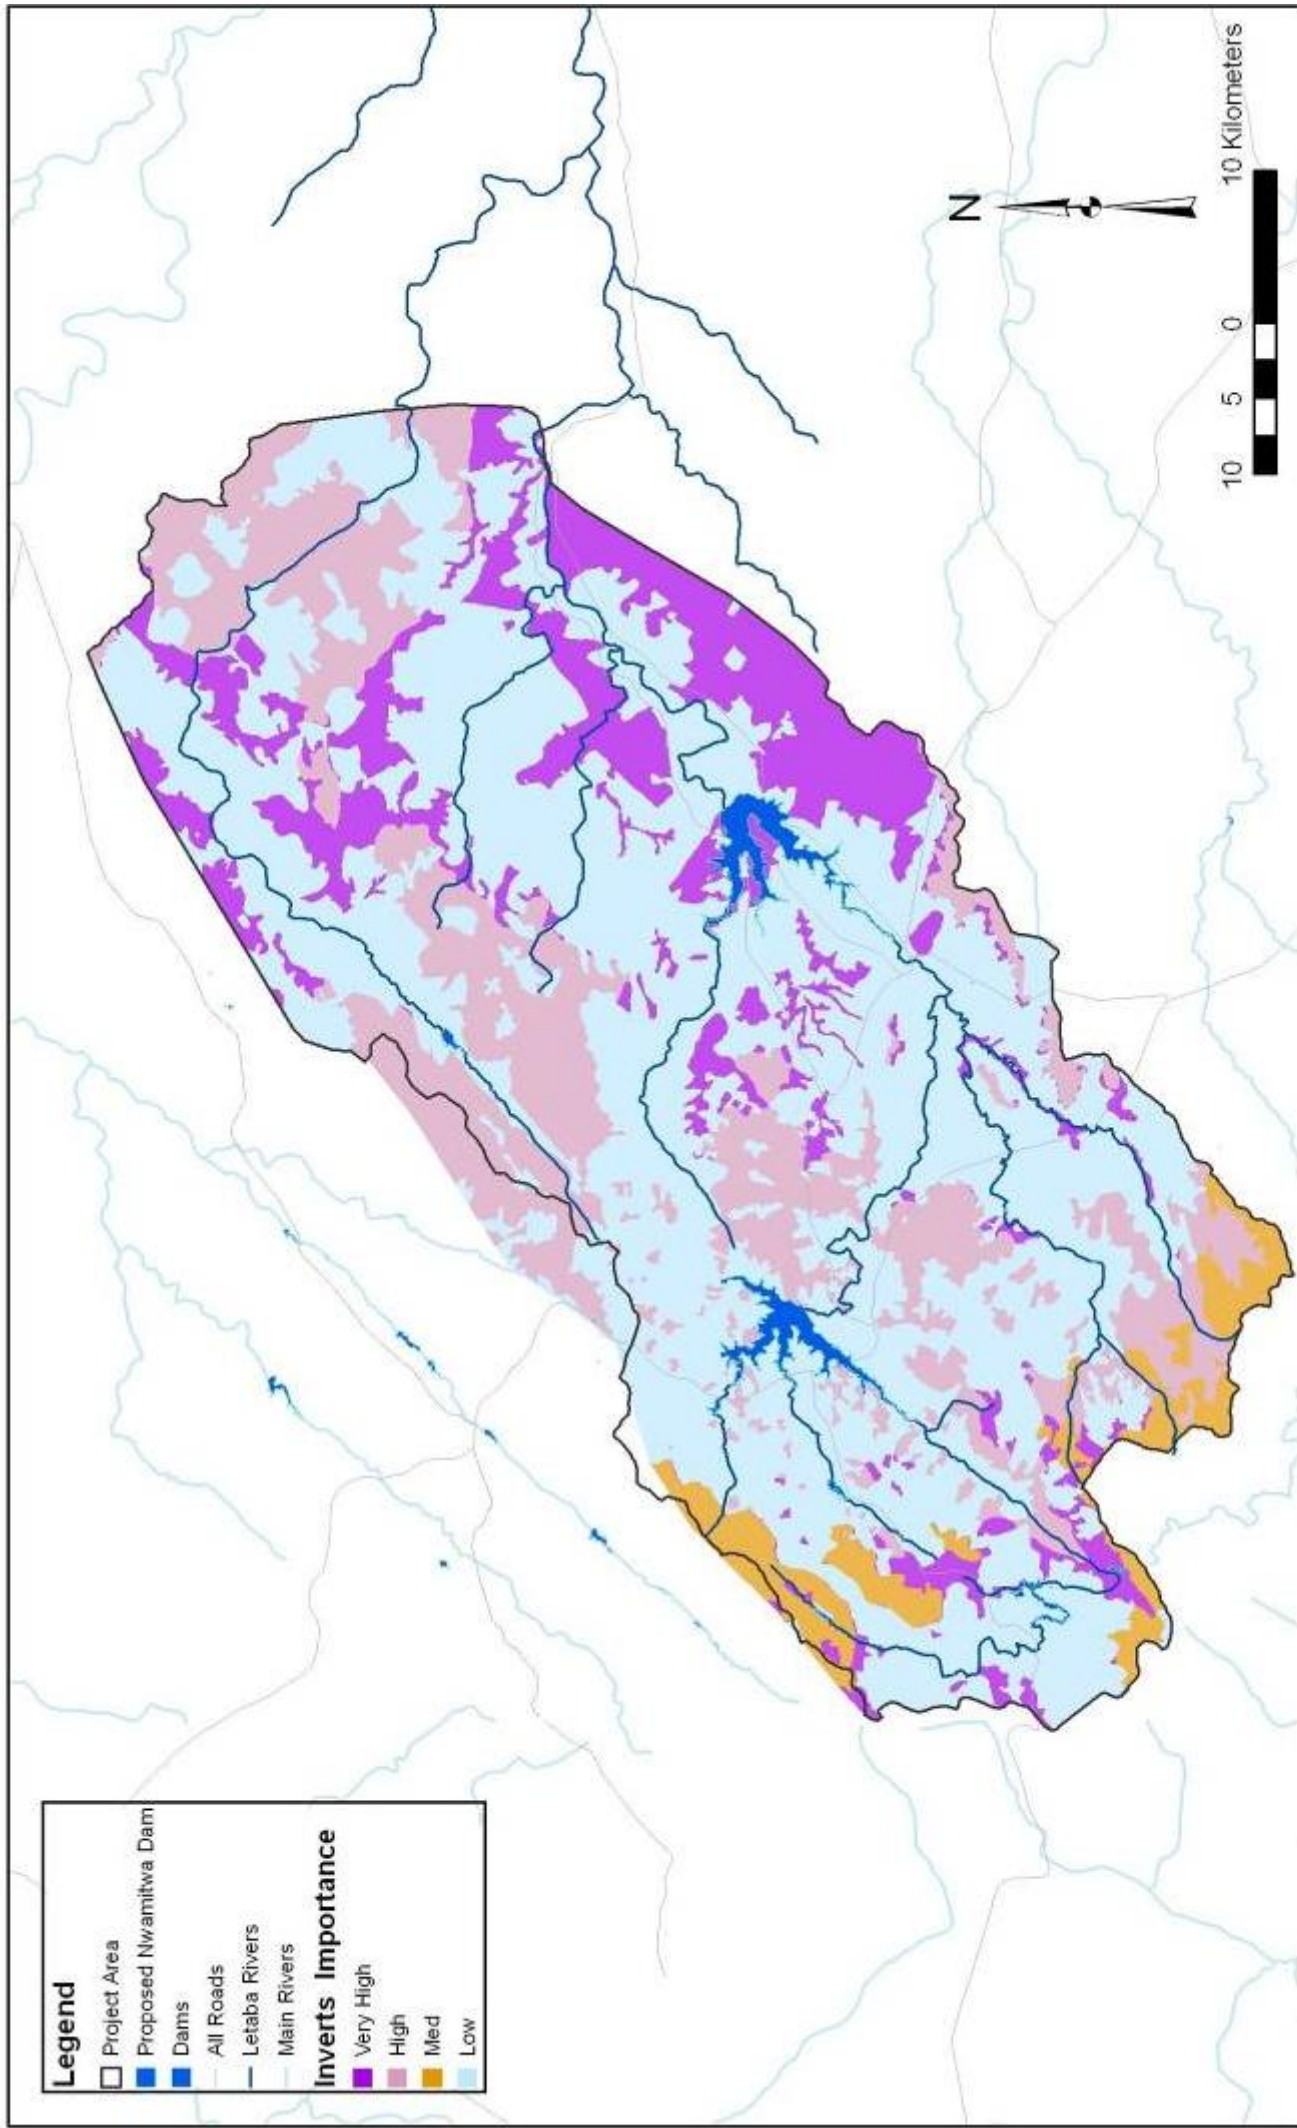 Legend
Project Area
Proposed Nwamitwa Dam
Dams
All Roads
Letaba Rivers
Main Rivers
Inverts Importance
Very High
High
Med
Low
N
10 5 0 10 Kilometers